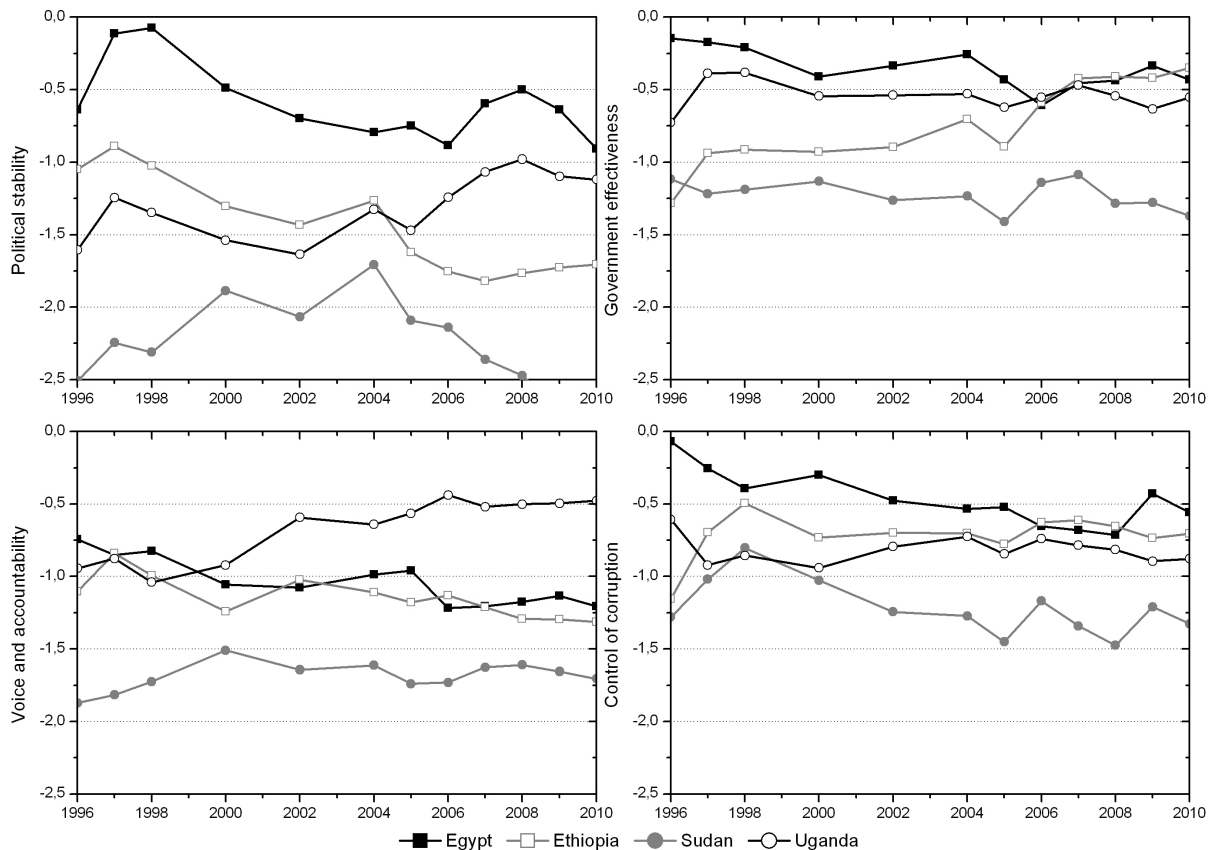 Political stability
0,0
-0,5
-1,0
-1,5
-2,0
-2,5
1996 1998 2000 2002 2004 2006 2008 2010
Government effectiveness
0,0
-0,5
-1,0
-1,5
-2,0
-2,5
1996 1998 2000 2002 2004 2006 2008 2010
Voice and accountability
0,0
-0,5
-1,0
-1,5
-2,0
-2,5
1996 1998 2000 2002 2004 2006 2008 2010
Control of corruption
0,0
-0,5
-1,0
-1,5
-2,0
-2,5
1996 1998 2000 2002 2004 2006 2008 2010
Egypt Ethiopia Sudan Uganda